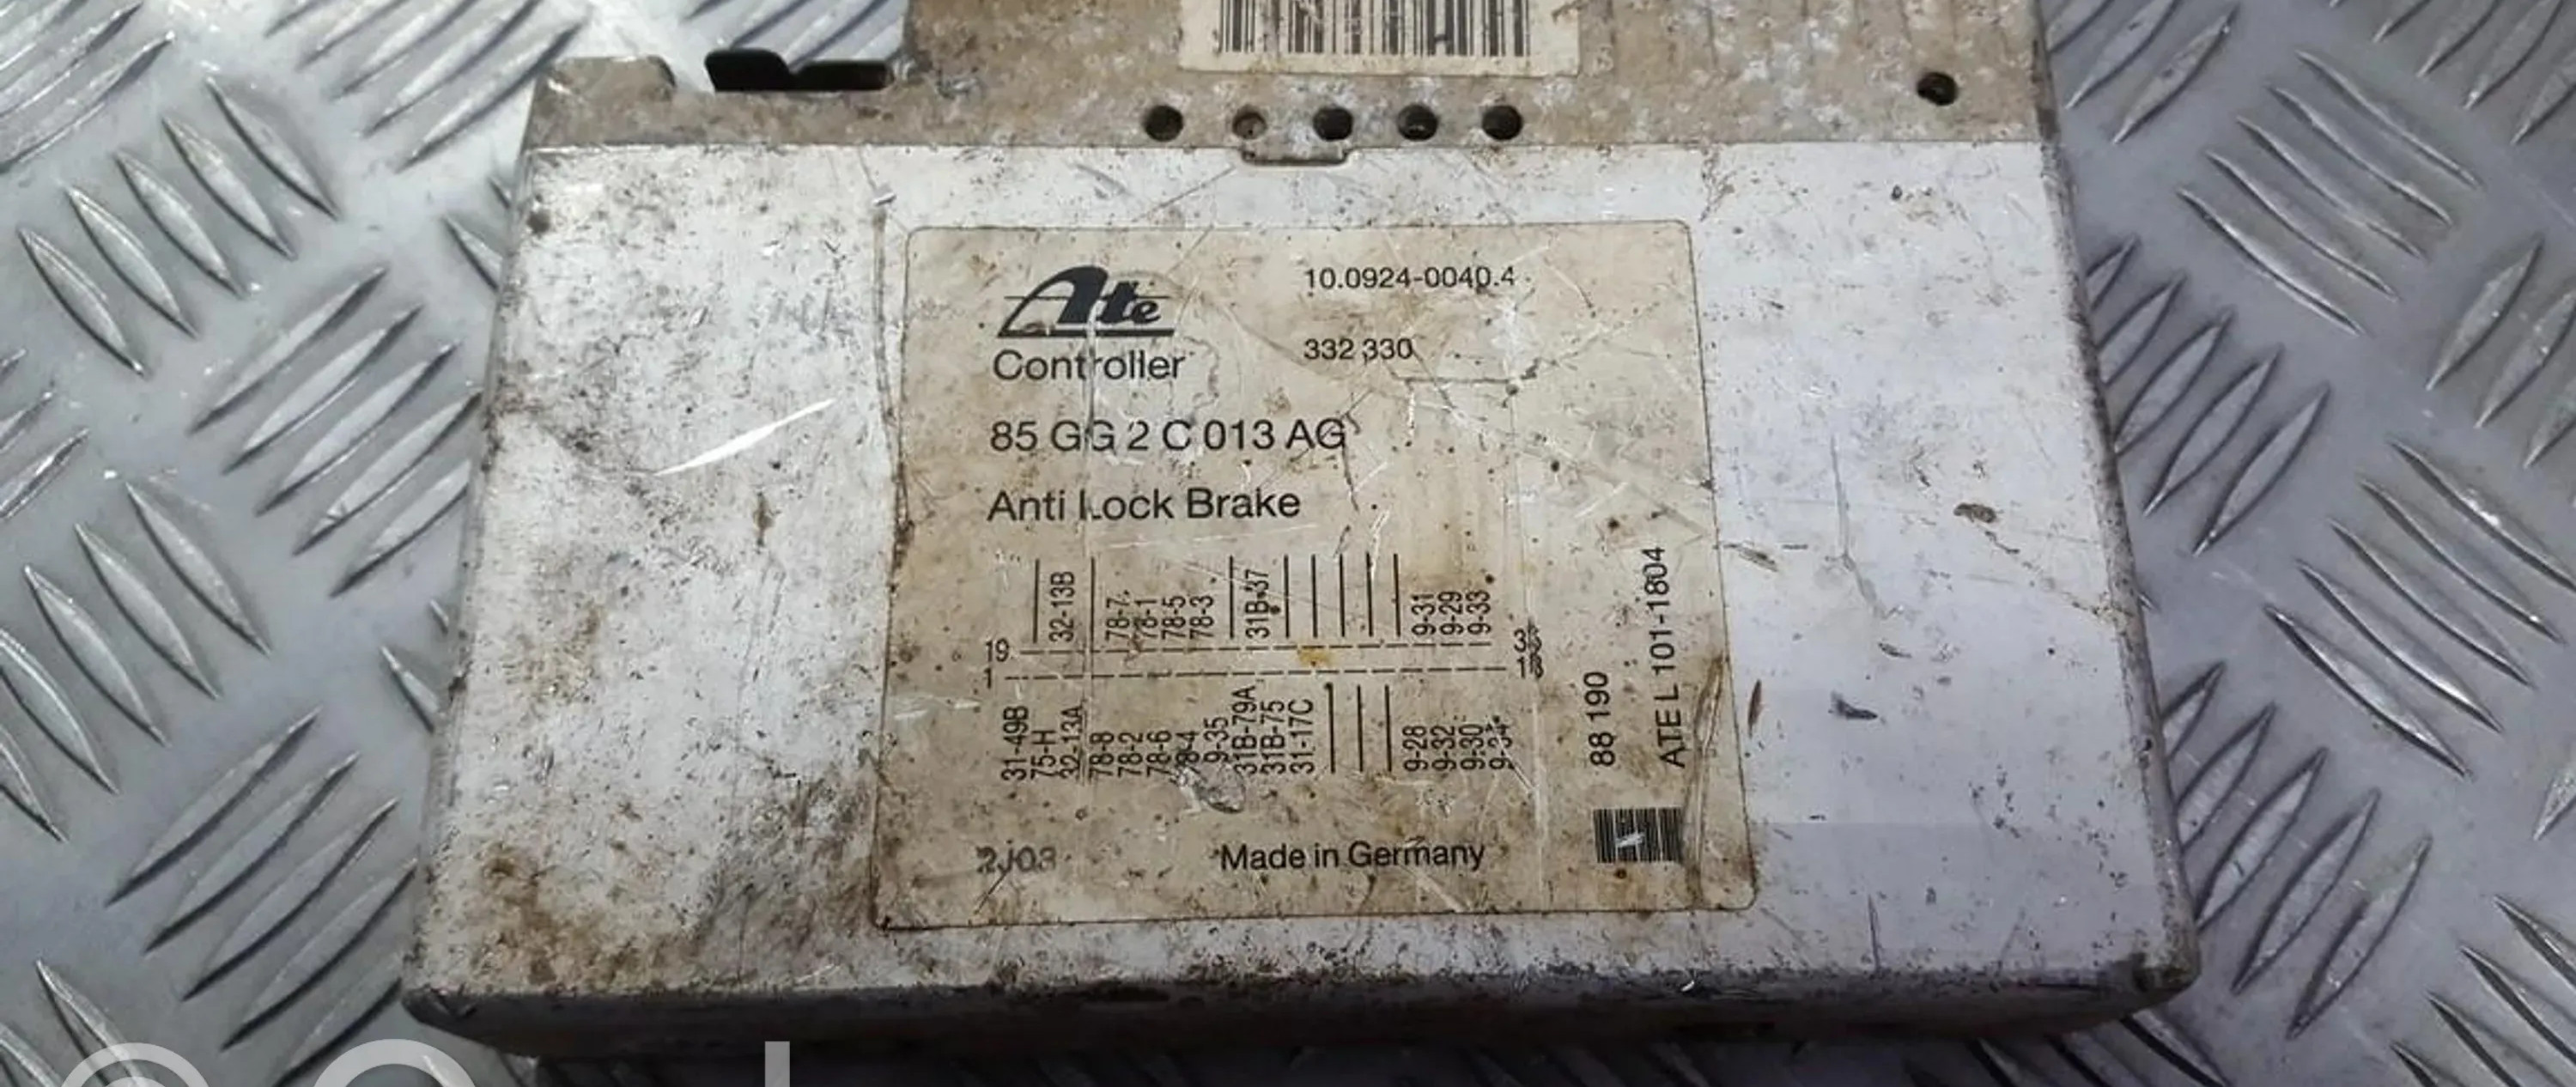 Ate
10.0924-0040.4
Controller
332 330
85 GG 2 C 013 AG
Anti Lock Brake
32-13B
78-7
78-1
78-5
78-3
31B-37
9-31
9-29
9-33
19
1
31-49B
75-H
32-13A
78-8
78-2
78-6
9-35
31B-79A
31B-75
31-17C
9-28
9-32
9-30
9-34
88 190
ATE L 101-1804
2J03
Made in Germany